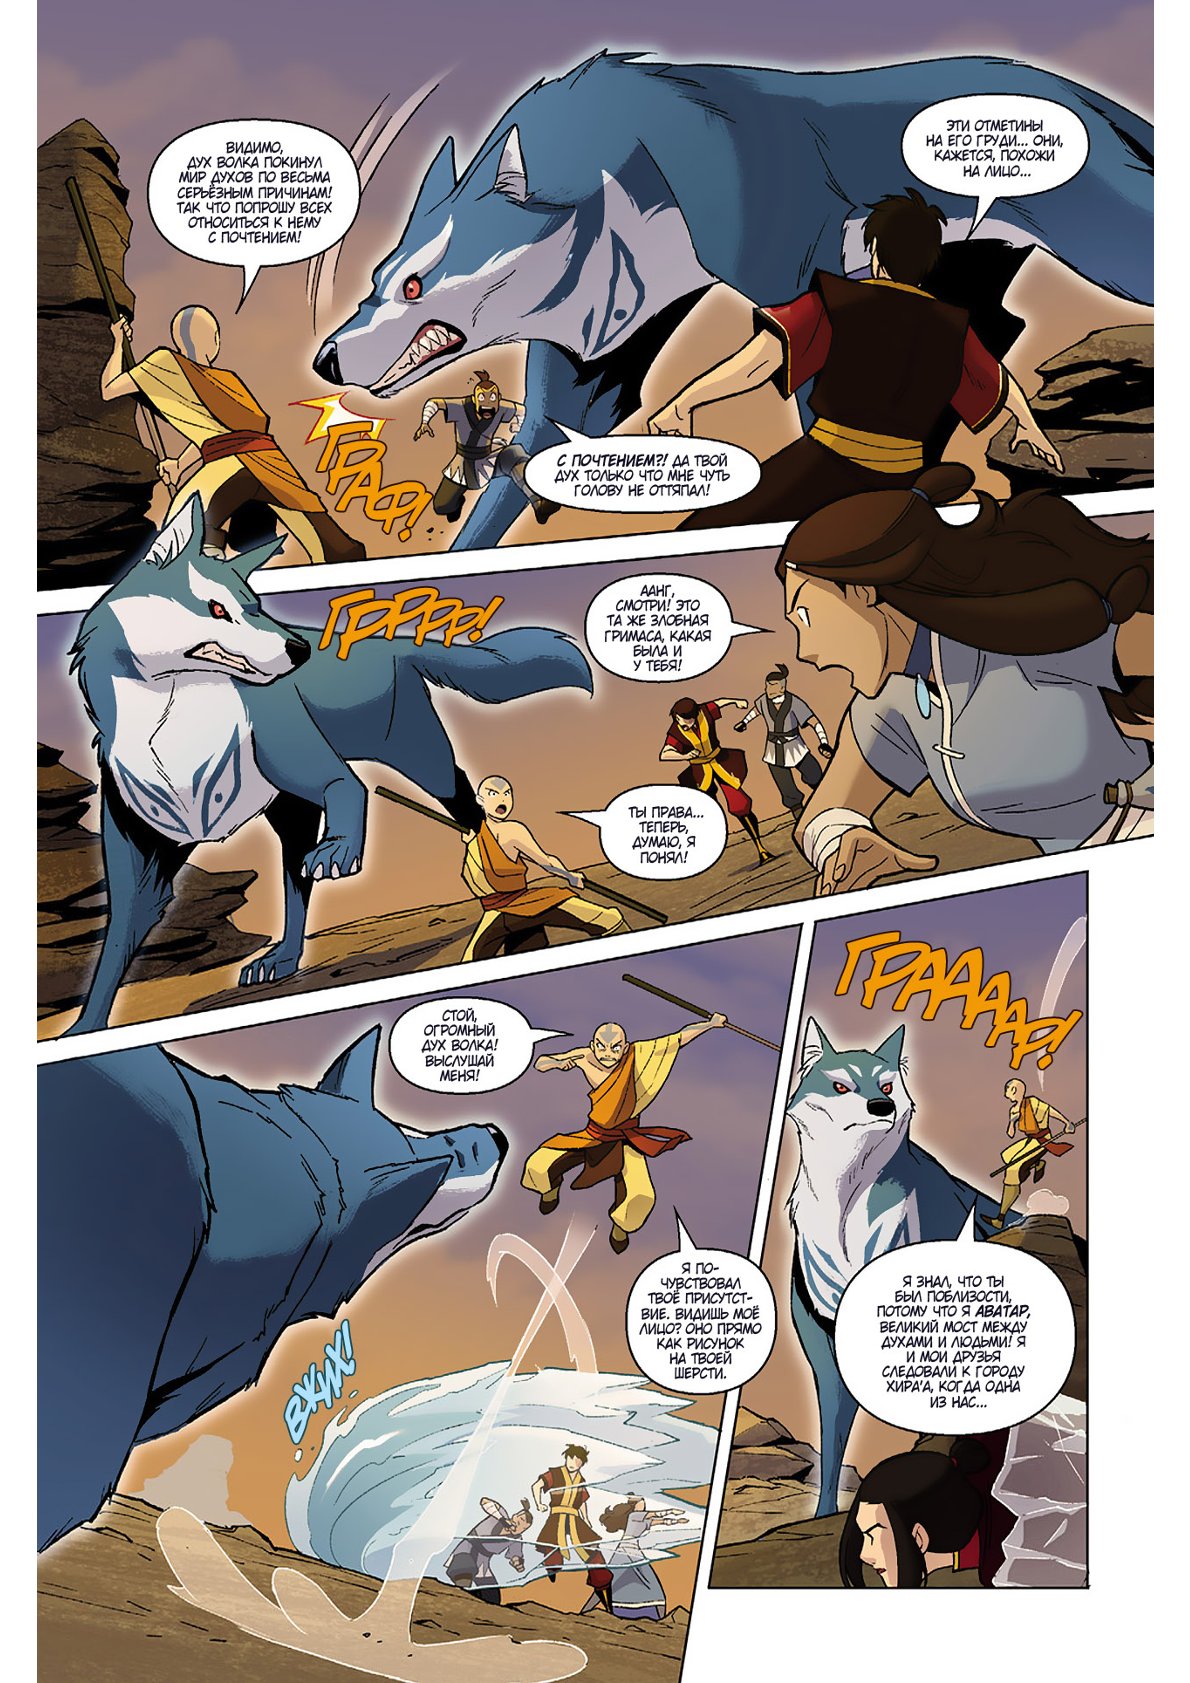 ВИДИМО,
ДУХ ВОЛКА ПОКИНУЛ
МИР ДУХОВ ПО ВЕСЬМА
СЕРЬЁЗНЫМ ПРИЧИНАМ!
ТАК ЧТО ПОПРОШУ ВСЕХ
ОТНОСИТЬСЯ К НЕМУ
С ПОЧТЕНИЕМ!
ЭТИ ОТМЕТИНЫ
НА ЕГО ГРУДИ... ОНИ,
КАЖЕТСЯ, ПОХОЖИ
НА ЛИЦО...
ГР
ГАФ!
С ПОЧТЕНИЕМ?! ДА ТВОЙ
ДУХ ТОЛЬКО ЧТО МНЕ ЧУТЬ
ГОЛОВУ НЕ ОТТЯПАЛ!
ГРРРР!
ААНГ,
СМОТРИ! ЭТО
ТА ЖЕ ЗЛОБНАЯ
ГРИМАСА, КАКАЯ
БЫЛА И
У ТЕБЯ!
ТЫ ПРАВА...
ТЕПЕРЬ,
ДУМАЮ, Я
ПОНЯЛ!
СТОЙ,
ОГРОМНЫЙ
ДУХ ВОЛКА!
ВЫСЛУШАЙ
МЕНЯ!
Я ПО-
ЧУВСТВОВАЛ
ТВОЁ ПРИСУТСТ-
ВИЕ. ВИДИШЬ МОЁ
ЛИЦО? ОНО ПРЯМО
КАК РИСУНОК
НА ТВОЕЙ
ШЕРСТИ.
ВЖИХ!
ГРААААР!
Я ЗНАЛ, ЧТО ТЫ
БЫЛ ПОБЛИЗОСТИ,
ПОТОМУ ЧТО Я АВАТАР,
ВЕЛИКИЙ МОСТ МЕЖДУ
ДУХАМИ И ЛЮДЬМИ! Я
И МОИ ДРУЗЬЯ
СЛЕДОВАЛИ К ГОРОДУ
ХИРА'А, КОГДА ОДНА
ИЗ НАС...